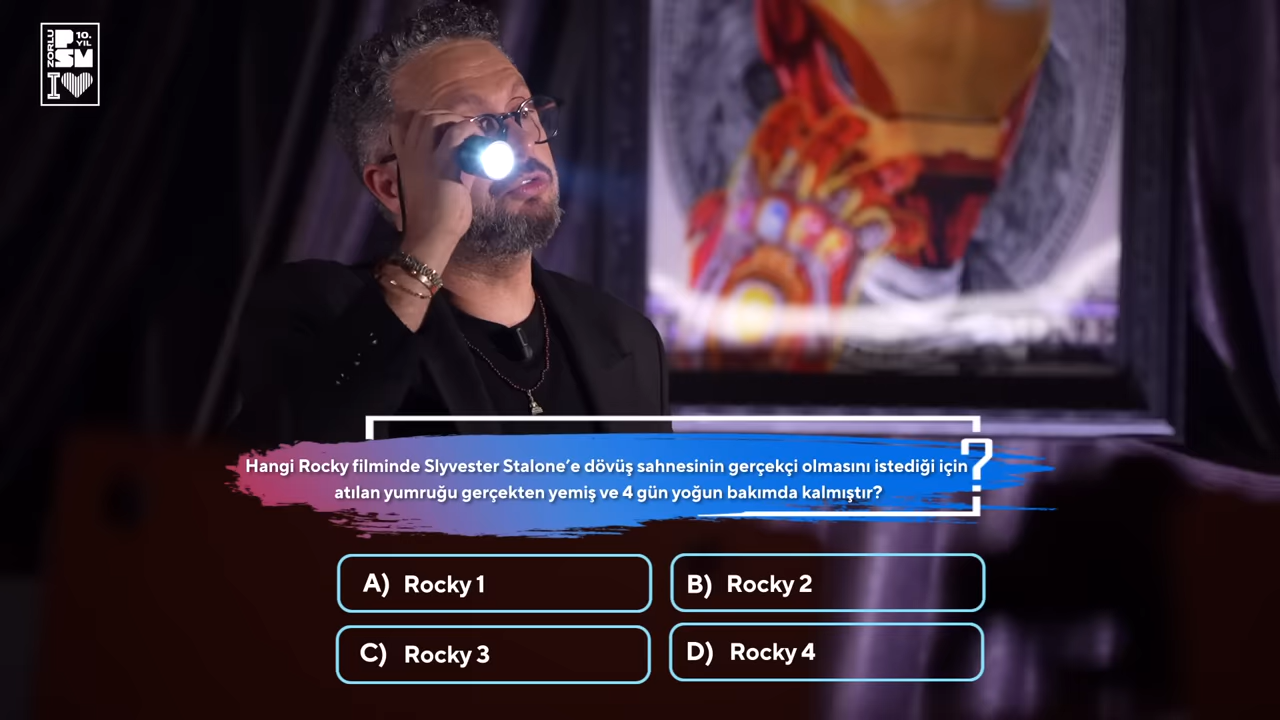 ZORLU
PSM
10.
YIL
I
Hangi Rocky filminde Slyvester Stalone'e dövüş sahnesinin gerçekçi olmasını istediği için
atılan yumruğu gerçekten yemiş ve 4 gün yoğun bakımda kalmıştır?
?
A) Rocky 1
B) Rocky 2
C) Rocky 3
D) Rocky 4